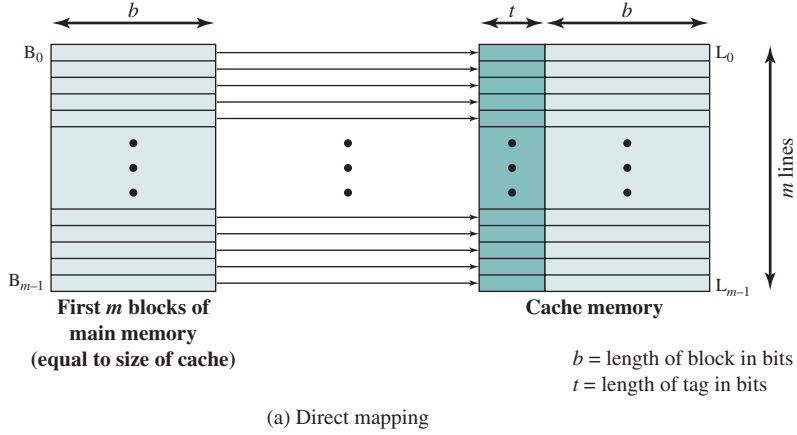 b
t
b
B0
L0
m lines
Bm–1
Lm–1
First m blocks of
main memory
(equal to size of cache)
Cache memory
b = length of block in bits
t = length of tag in bits
(a) Direct mapping